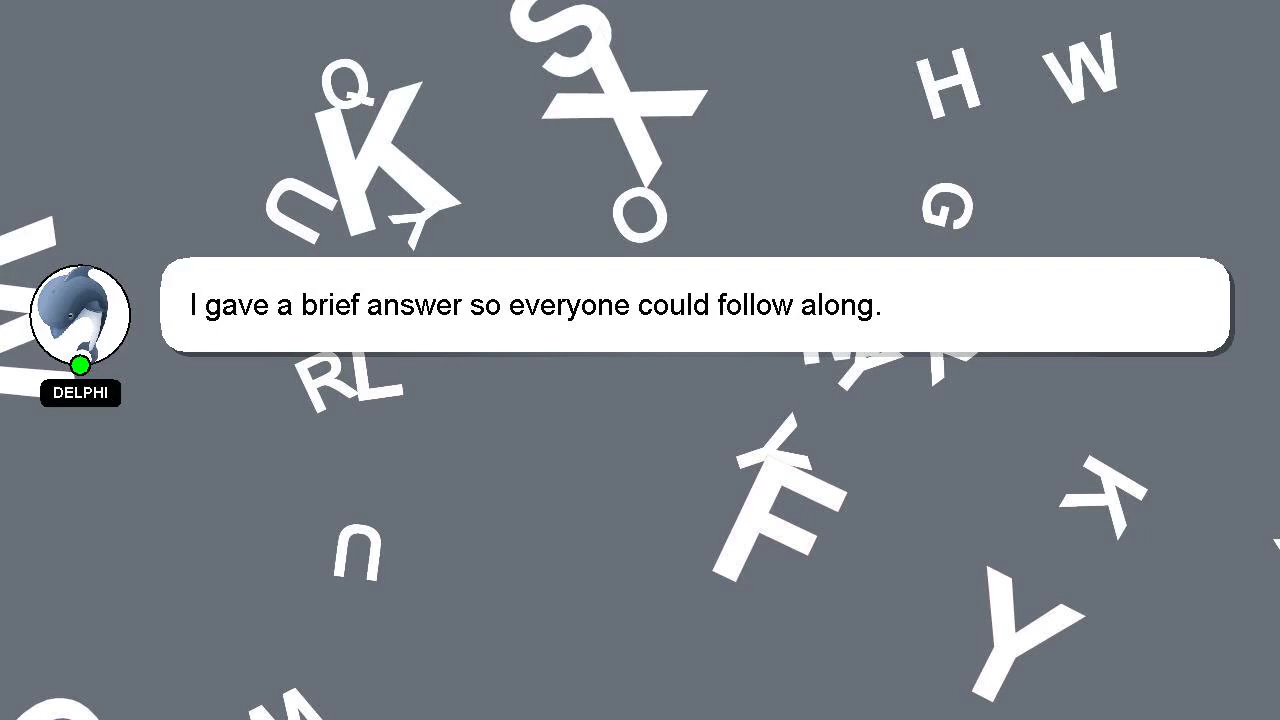 I gave a brief answer so everyone could follow along.
DELPHI
Q
S
X
H
W
K
U
Y
O
G
R
L
K
F
K
U
Y
M